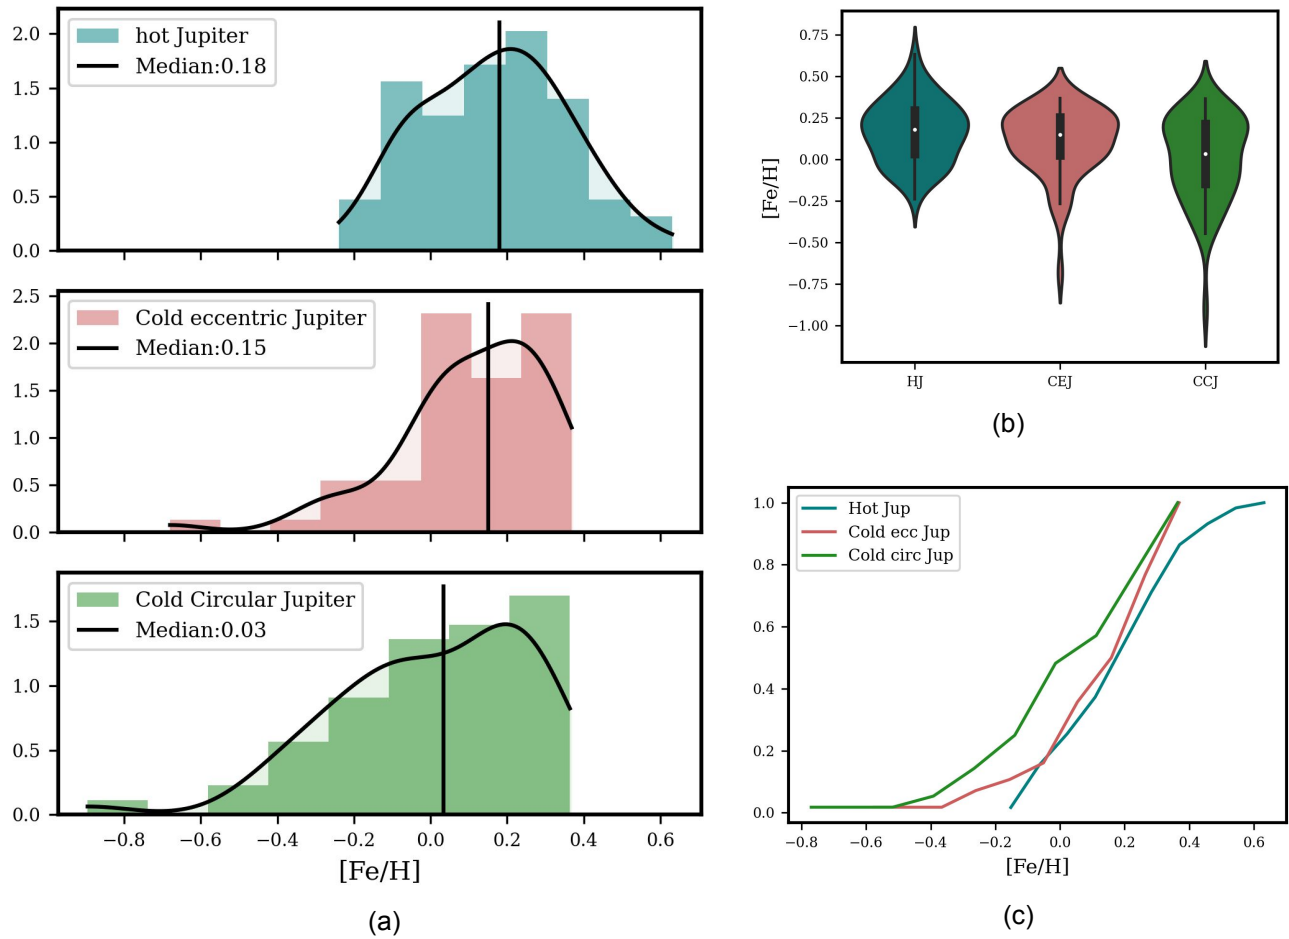 hot Jupiter
Median:0.18
2.0
1.5
1.0
0.5
0.0
Cold eccentric Jupiter
Median:0.15
2.5
2.0
1.5
1.0
0.5
0.0
Cold Circular Jupiter
Median:0.03
1.5
1.0
0.5
0.0
−0.8 −0.6 −0.4 −0.2 0.0 0.2 0.4 0.6
[Fe/H]
(a)
0.75
0.50
0.25
0.00
−0.25
−0.50
−0.75
−1.00
[Fe/H]
HJ CEJ CCJ
(b)
Hot Jup
Cold ecc Jup
Cold circ Jup
1.0
0.8
0.6
0.4
0.2
0.0
−0.8 −0.6 −0.4 −0.2 0.0 0.2 0.4 0.6
[Fe/H]
(c)